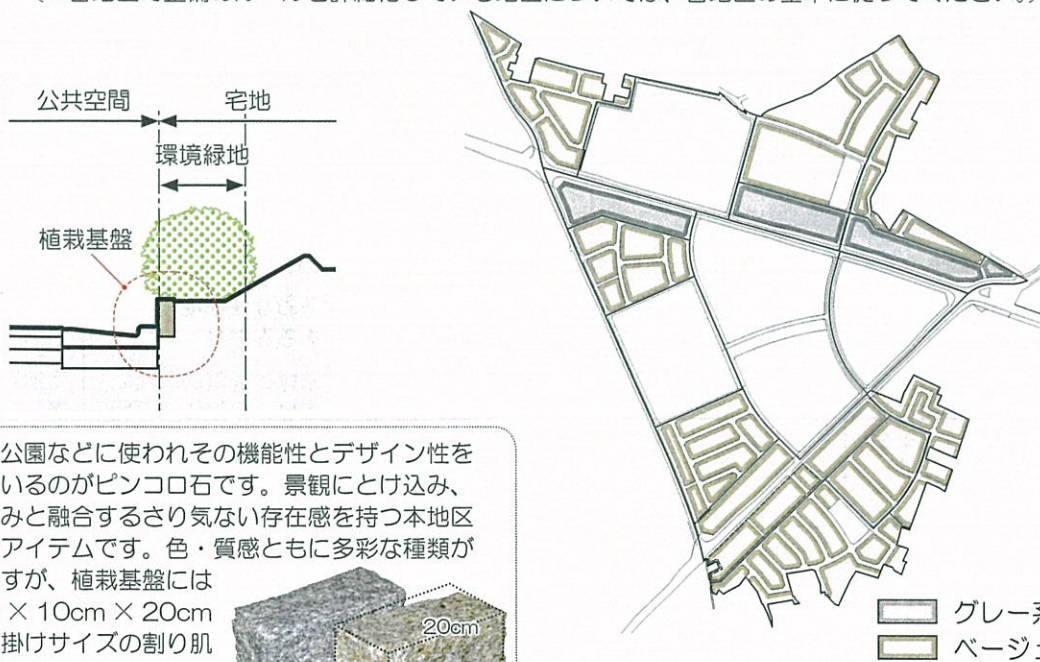 公共空間
宅地
環境緑地
植栽基盤
公園などに使われその機能性とデザイン性を
いるのがピンコロ石です。景観にとけ込み、
みと融合するさり気ない存在感を持つ本地区
アイテムです。色・質感ともに多彩な種類が
すが、植栽基盤には
×10cm×20cm
掛けサイズの割り肌
20cm
グレー系
ベージュ